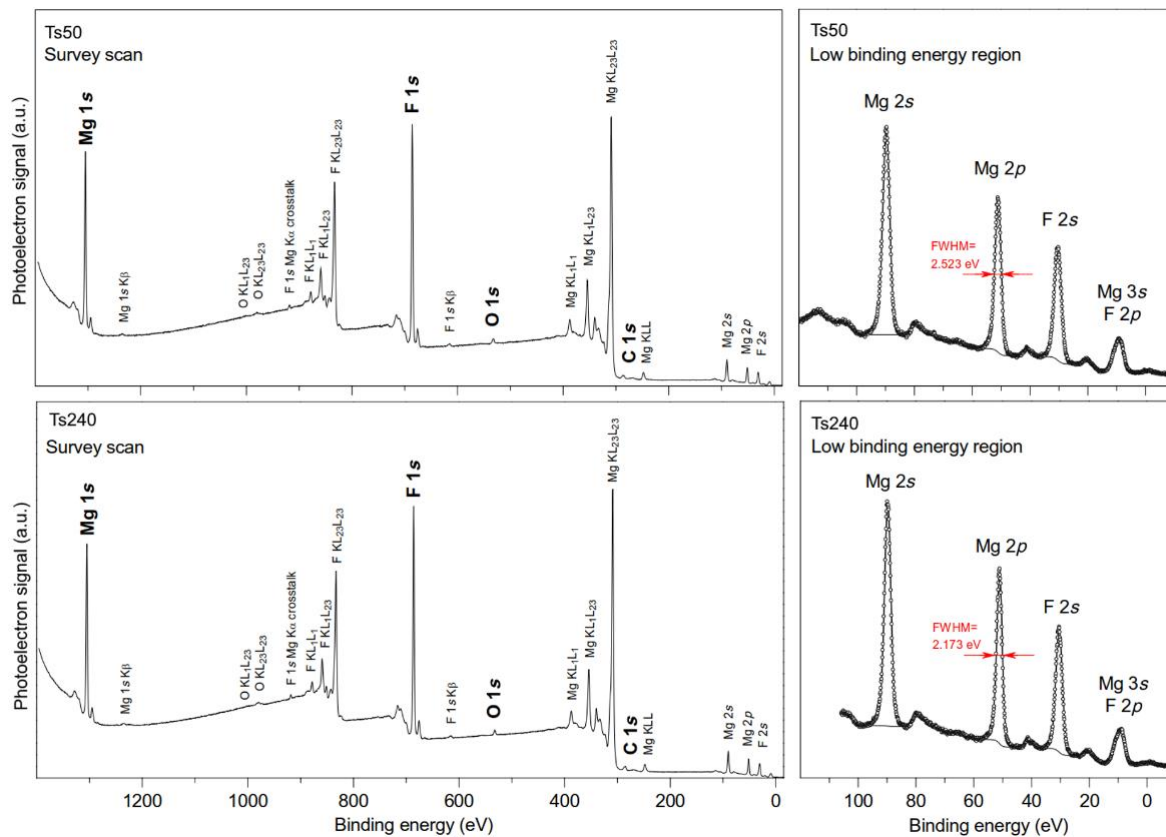 Ts50
Survey scan
Photoelectron signal (a.u.)
Mg 1s
Mg 1s Kβ
O KL₁L₂₃
O KL₂₃L₂₃
F 1s Mg Kα crosstalk
F KL₁L₁
F KL₁L₂₃
F KL₂₃L₂₃
F 1s
F 1s Kβ
O 1s
Mg KL₁L₁
Mg KL₁L₂₃
Mg KL₂₃L₂₃
C 1s
Mg KLL
Mg 2s
Mg 2p
F 2s
Ts50
Low binding energy region
Mg 2s
Mg 2p
FWHM=
2.523 eV
F 2s
Mg 3s
F 2p
Ts240
Survey scan
Photoelectron signal (a.u.)
Mg 1s
Mg 1s Kβ
O KL₁L₂₃
O KL₂₃L₂₃
F 1s Mg Kα crosstalk
F KL₁L₁
F KL₁L₂₃
F KL₂₃L₂₃
F 1s
F 1s Kβ
O 1s
Mg KL₁L₁
Mg KL₁L₂₃
Mg KL₂₃L₂₃
C 1s
Mg KLL
Mg 2s
Mg 2p
F 2s
1200 1000 800 600 400 200 0
Binding energy (eV)
Ts240
Low binding energy region
Mg 2s
Mg 2p
FWHM=
2.173 eV
F 2s
Mg 3s
F 2p
100 80 60 40 20 0
Binding energy (eV)